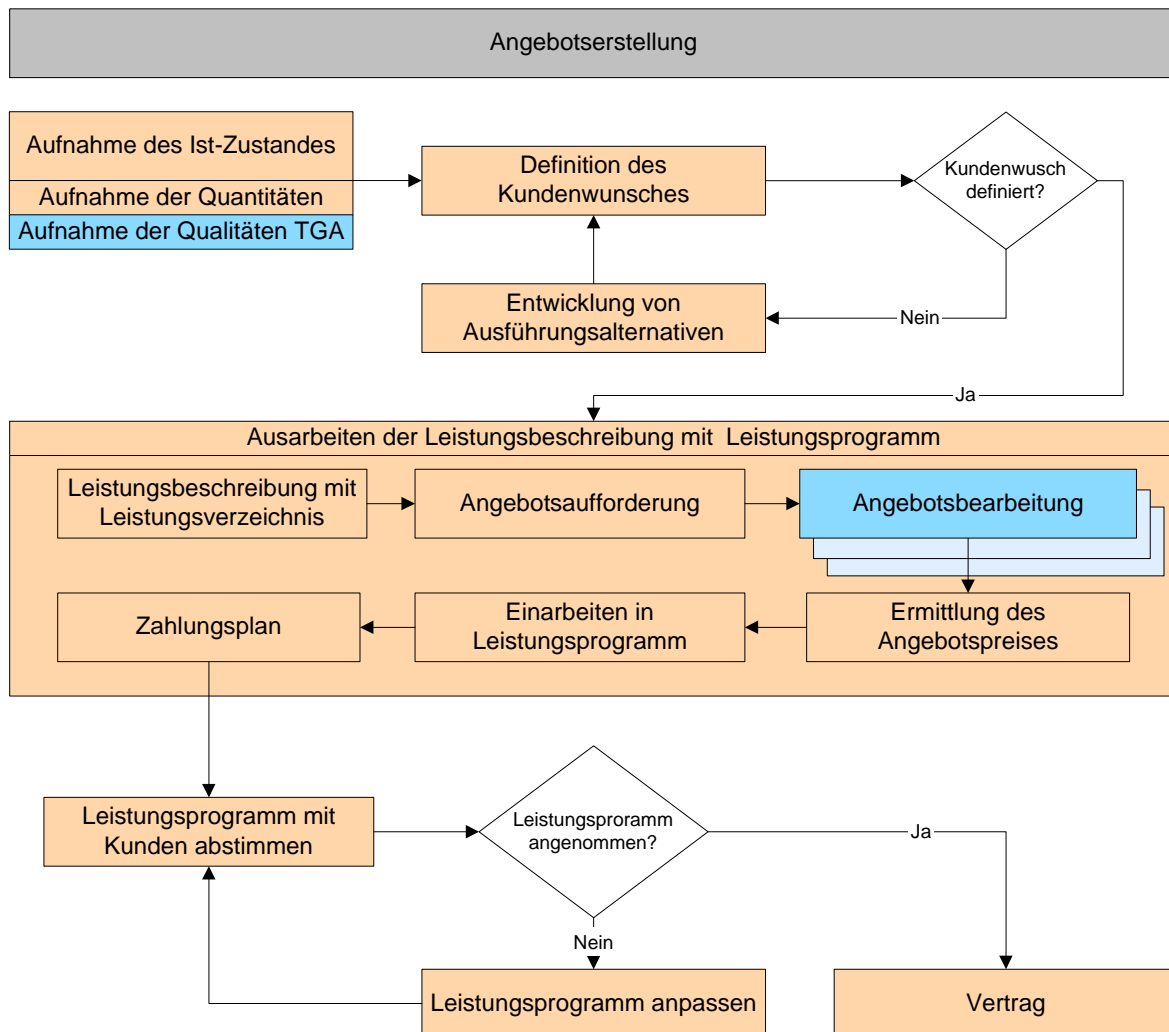 Angebotserstellung
Aufnahme des Ist-Zustandes
Aufnahme der Quantitäten
Aufnahme der Qualitäten TGA
Definition des
Kundenwunsches
Kundenwusch
definiert?
Entwicklung von
Ausführungsalternativen
Nein
Ja
Ausarbeiten der Leistungsbeschreibung mit  Leistungsprogramm
Leistungsbeschreibung mit
Leistungsverzeichnis
Angebotsaufforderung
Angebotsbearbeitung
Zahlungsplan
Einarbeiten in
Leistungsprogramm
Ermittlung des
Angebotspreises
Leistungsprogramm mit
Kunden abstimmen
Leistungsproramm
angenommen?
Ja
Nein
Leistungsprogramm anpassen
Vertrag